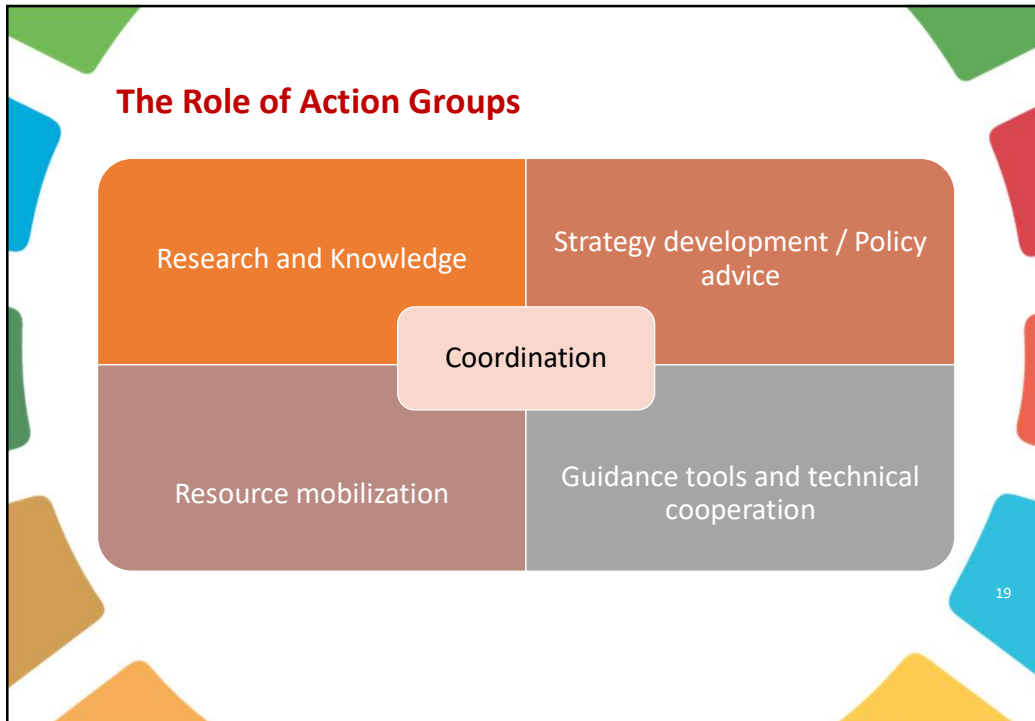 The Role of Action Groups
Research and Knowledge
Strategy development / Policy
advice
Coordination
Resource mobilization
Guidance tools and technical
cooperation
19